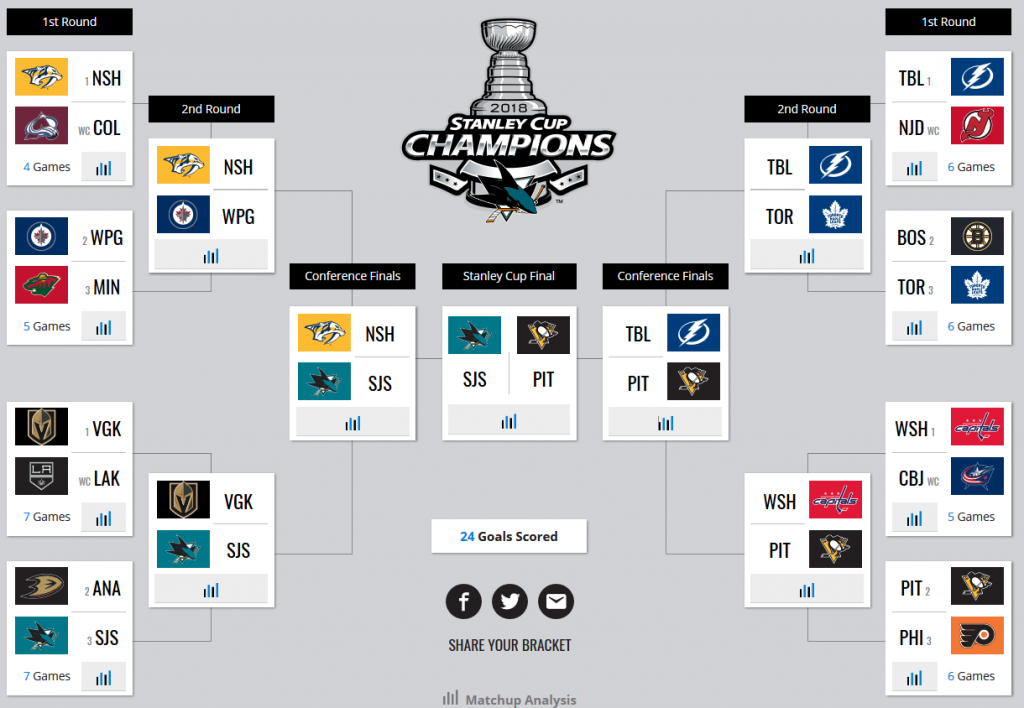 1st Round
1 NSH
WC COL
4 Games
2 WPG
3 MIN
5 Games
1 VGK
WC LAK
7 Games
2 ANA
3 SJS
7 Games
2nd Round
NSH
WPG
VGK
SJS
Conference Finals
NSH
SJS
2018
STANLEY CUP
CHAMPIONS
TM
Stanley Cup Final
SJS PIT
24 Goals Scored
SHARE YOUR BRACKET
Matchup Analysis
Conference Finals
TBL
PIT
2nd Round
TBL
TOR
WSH
capitals
PIT
1st Round
TBL 1
NJD WC
6 Games
BOS 2
TOR 3
6 Games
WSH 1
capitals
CBJ WC
5 Games
PIT 2
PHI 3
6 Games
LA